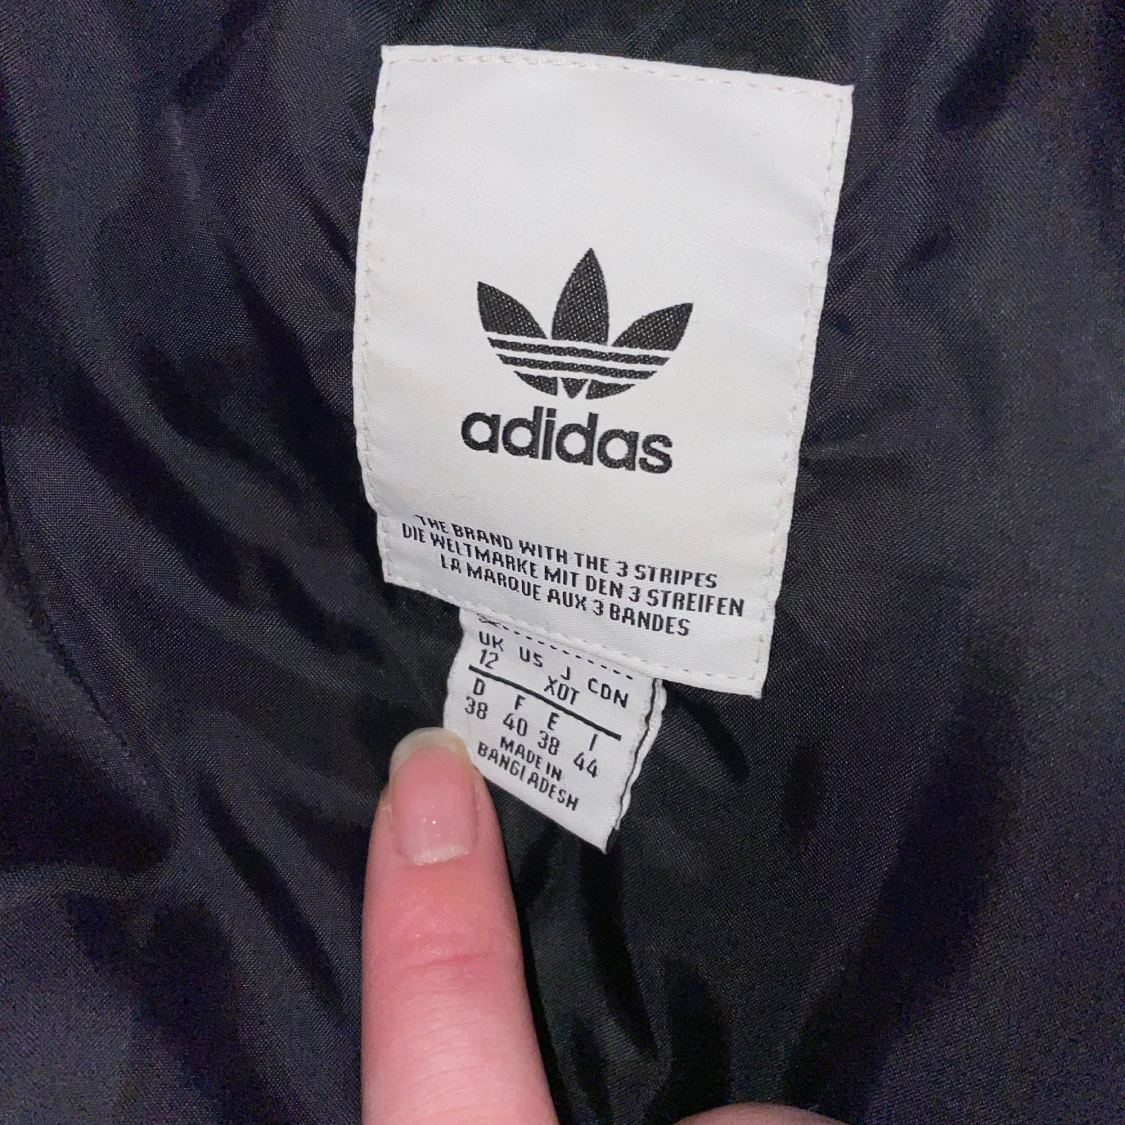 adidas
THE BRAND WITH THE 3 STRIPES
DIE WELTMARKE MIT DEN 3 STREIFEN
LA MARQUE AUX 3 BANDES
UK US J CDN
12 XOT
D F E I
38 40 38 44
MADE IN
BANGLADESH